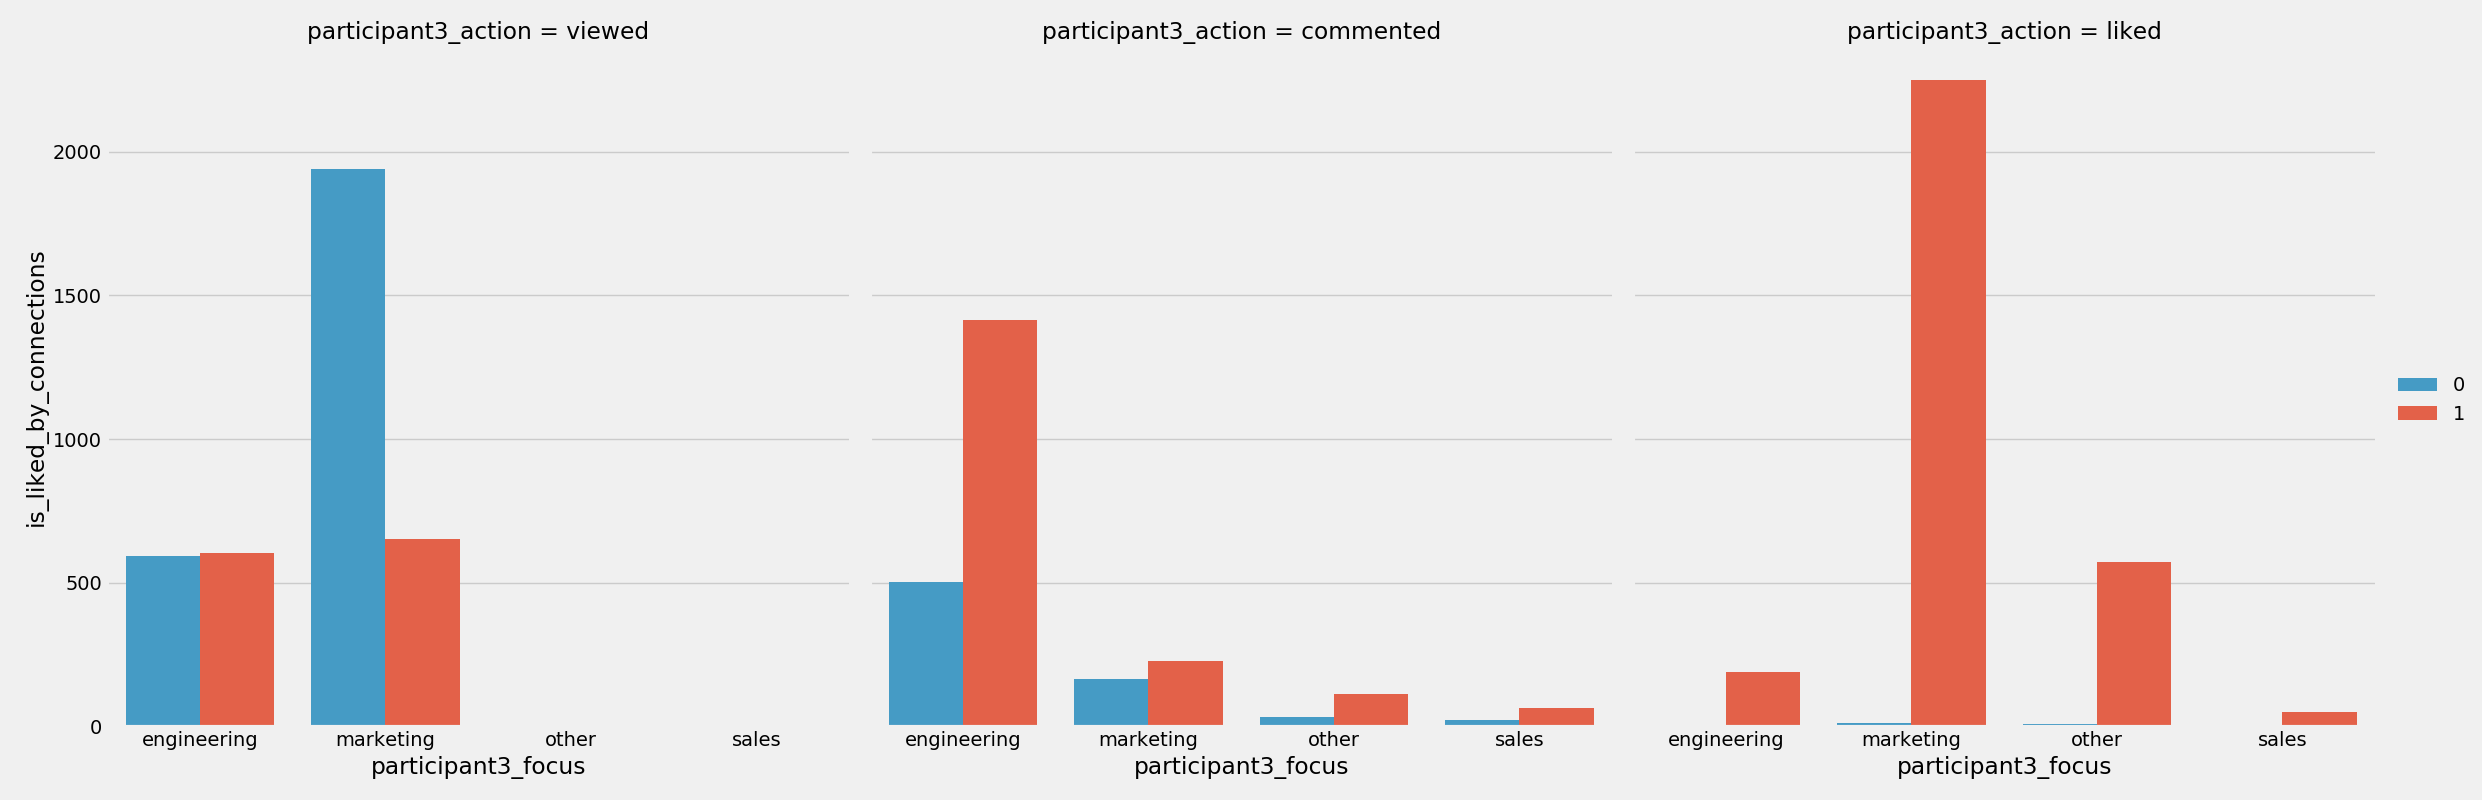 participant3_action = viewed
participant3_action = commented
participant3_action = liked
is_liked_by_connections
2000
1500
1000
500
0
engineering marketing other sales
participant3_focus
engineering marketing other sales
participant3_focus
engineering marketing other sales
participant3_focus
0
1